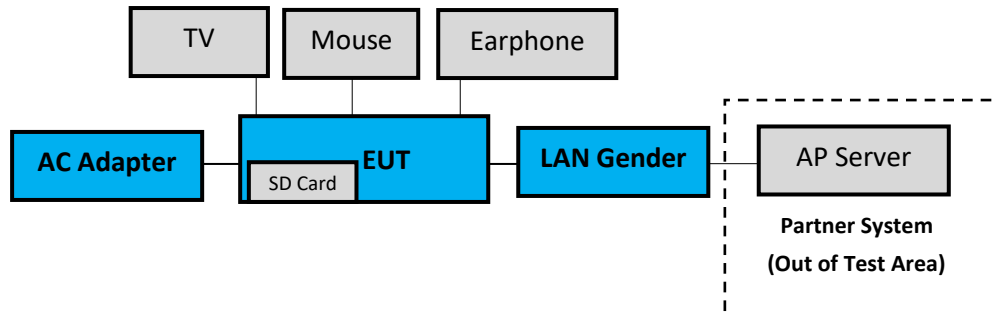 TV
Mouse
Earphone
AC Adapter
EUT
SD Card
LAN Gender
AP Server
Partner System
(Out of Test Area)